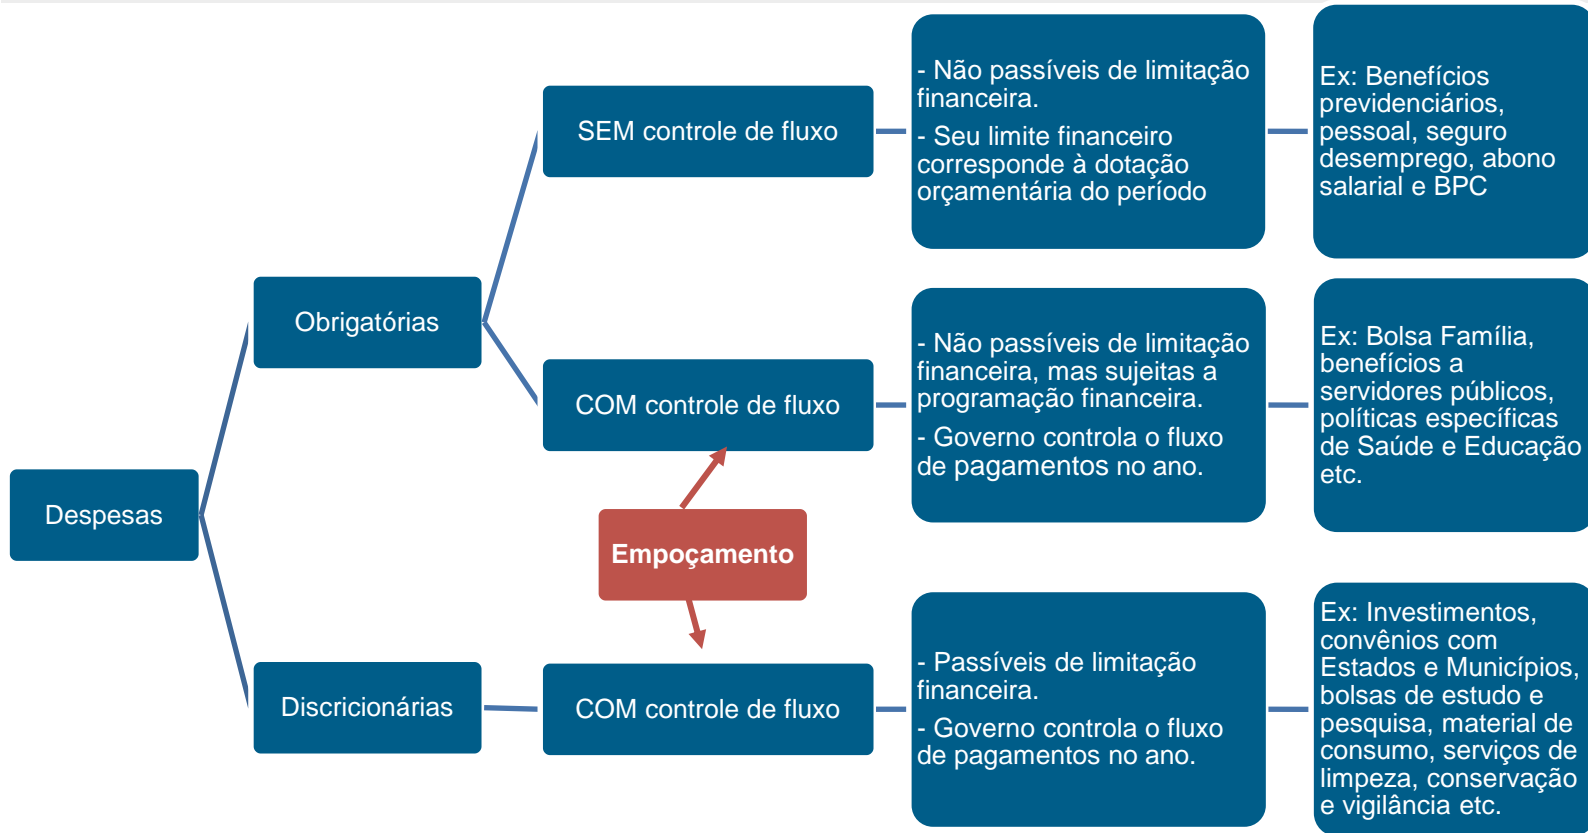 Despesas
Obrigatórias
SEM controle de fluxo
- Não passíveis de limitação
financeira.
- Seu limite financeiro
corresponde à dotação
orçamentária do período
Ex: Benefícios
previdenciários,
pessoal, seguro
desemprego, abono
salarial e BPC
COM controle de fluxo
- Não passíveis de limitação
financeira, mas sujeitas a
programação financeira.
- Governo controla o fluxo
de pagamentos no ano.
Ex: Bolsa Família,
benefícios a
servidores públicos,
políticas específicas
de Saúde e Educação
etc.
Empoçamento
Discricionárias
COM controle de fluxo
- Passíveis de limitação
financeira.
- Governo controla o fluxo
de pagamentos no ano.
Ex: Investimentos,
convênios com
Estados e Municípios,
bolsas de estudo e
pesquisa, material de
consumo, serviços de
limpeza, conservação
e vigilância etc.